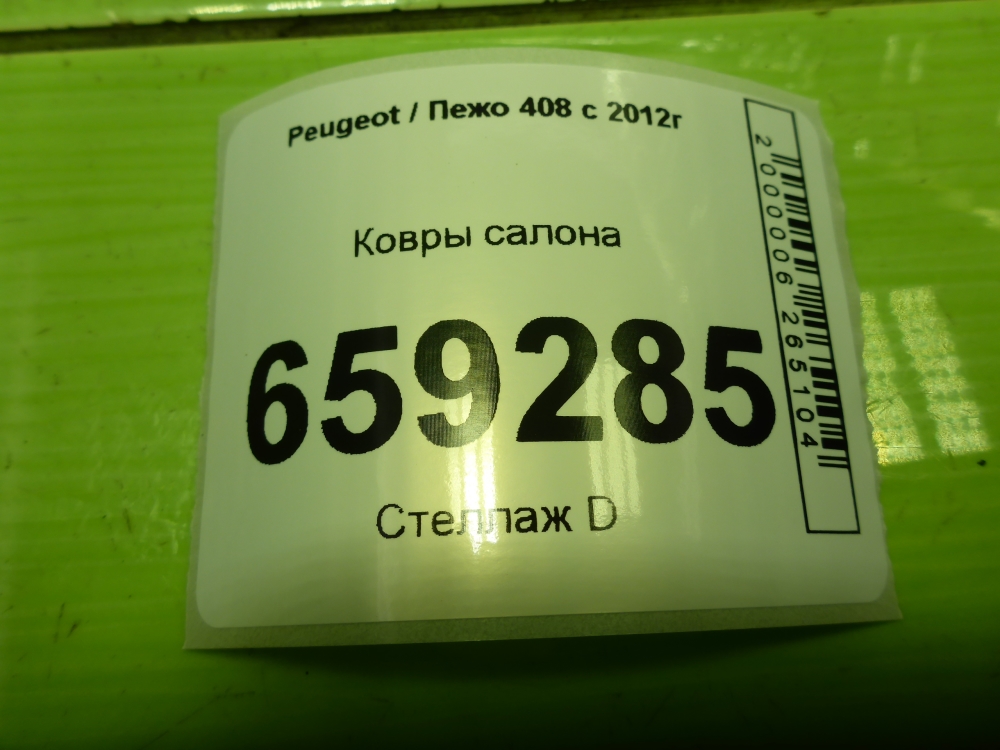 Peugeot / Пежо 408 с 2012г
Ковры салона
659285
Стеллаж D
2000006265104